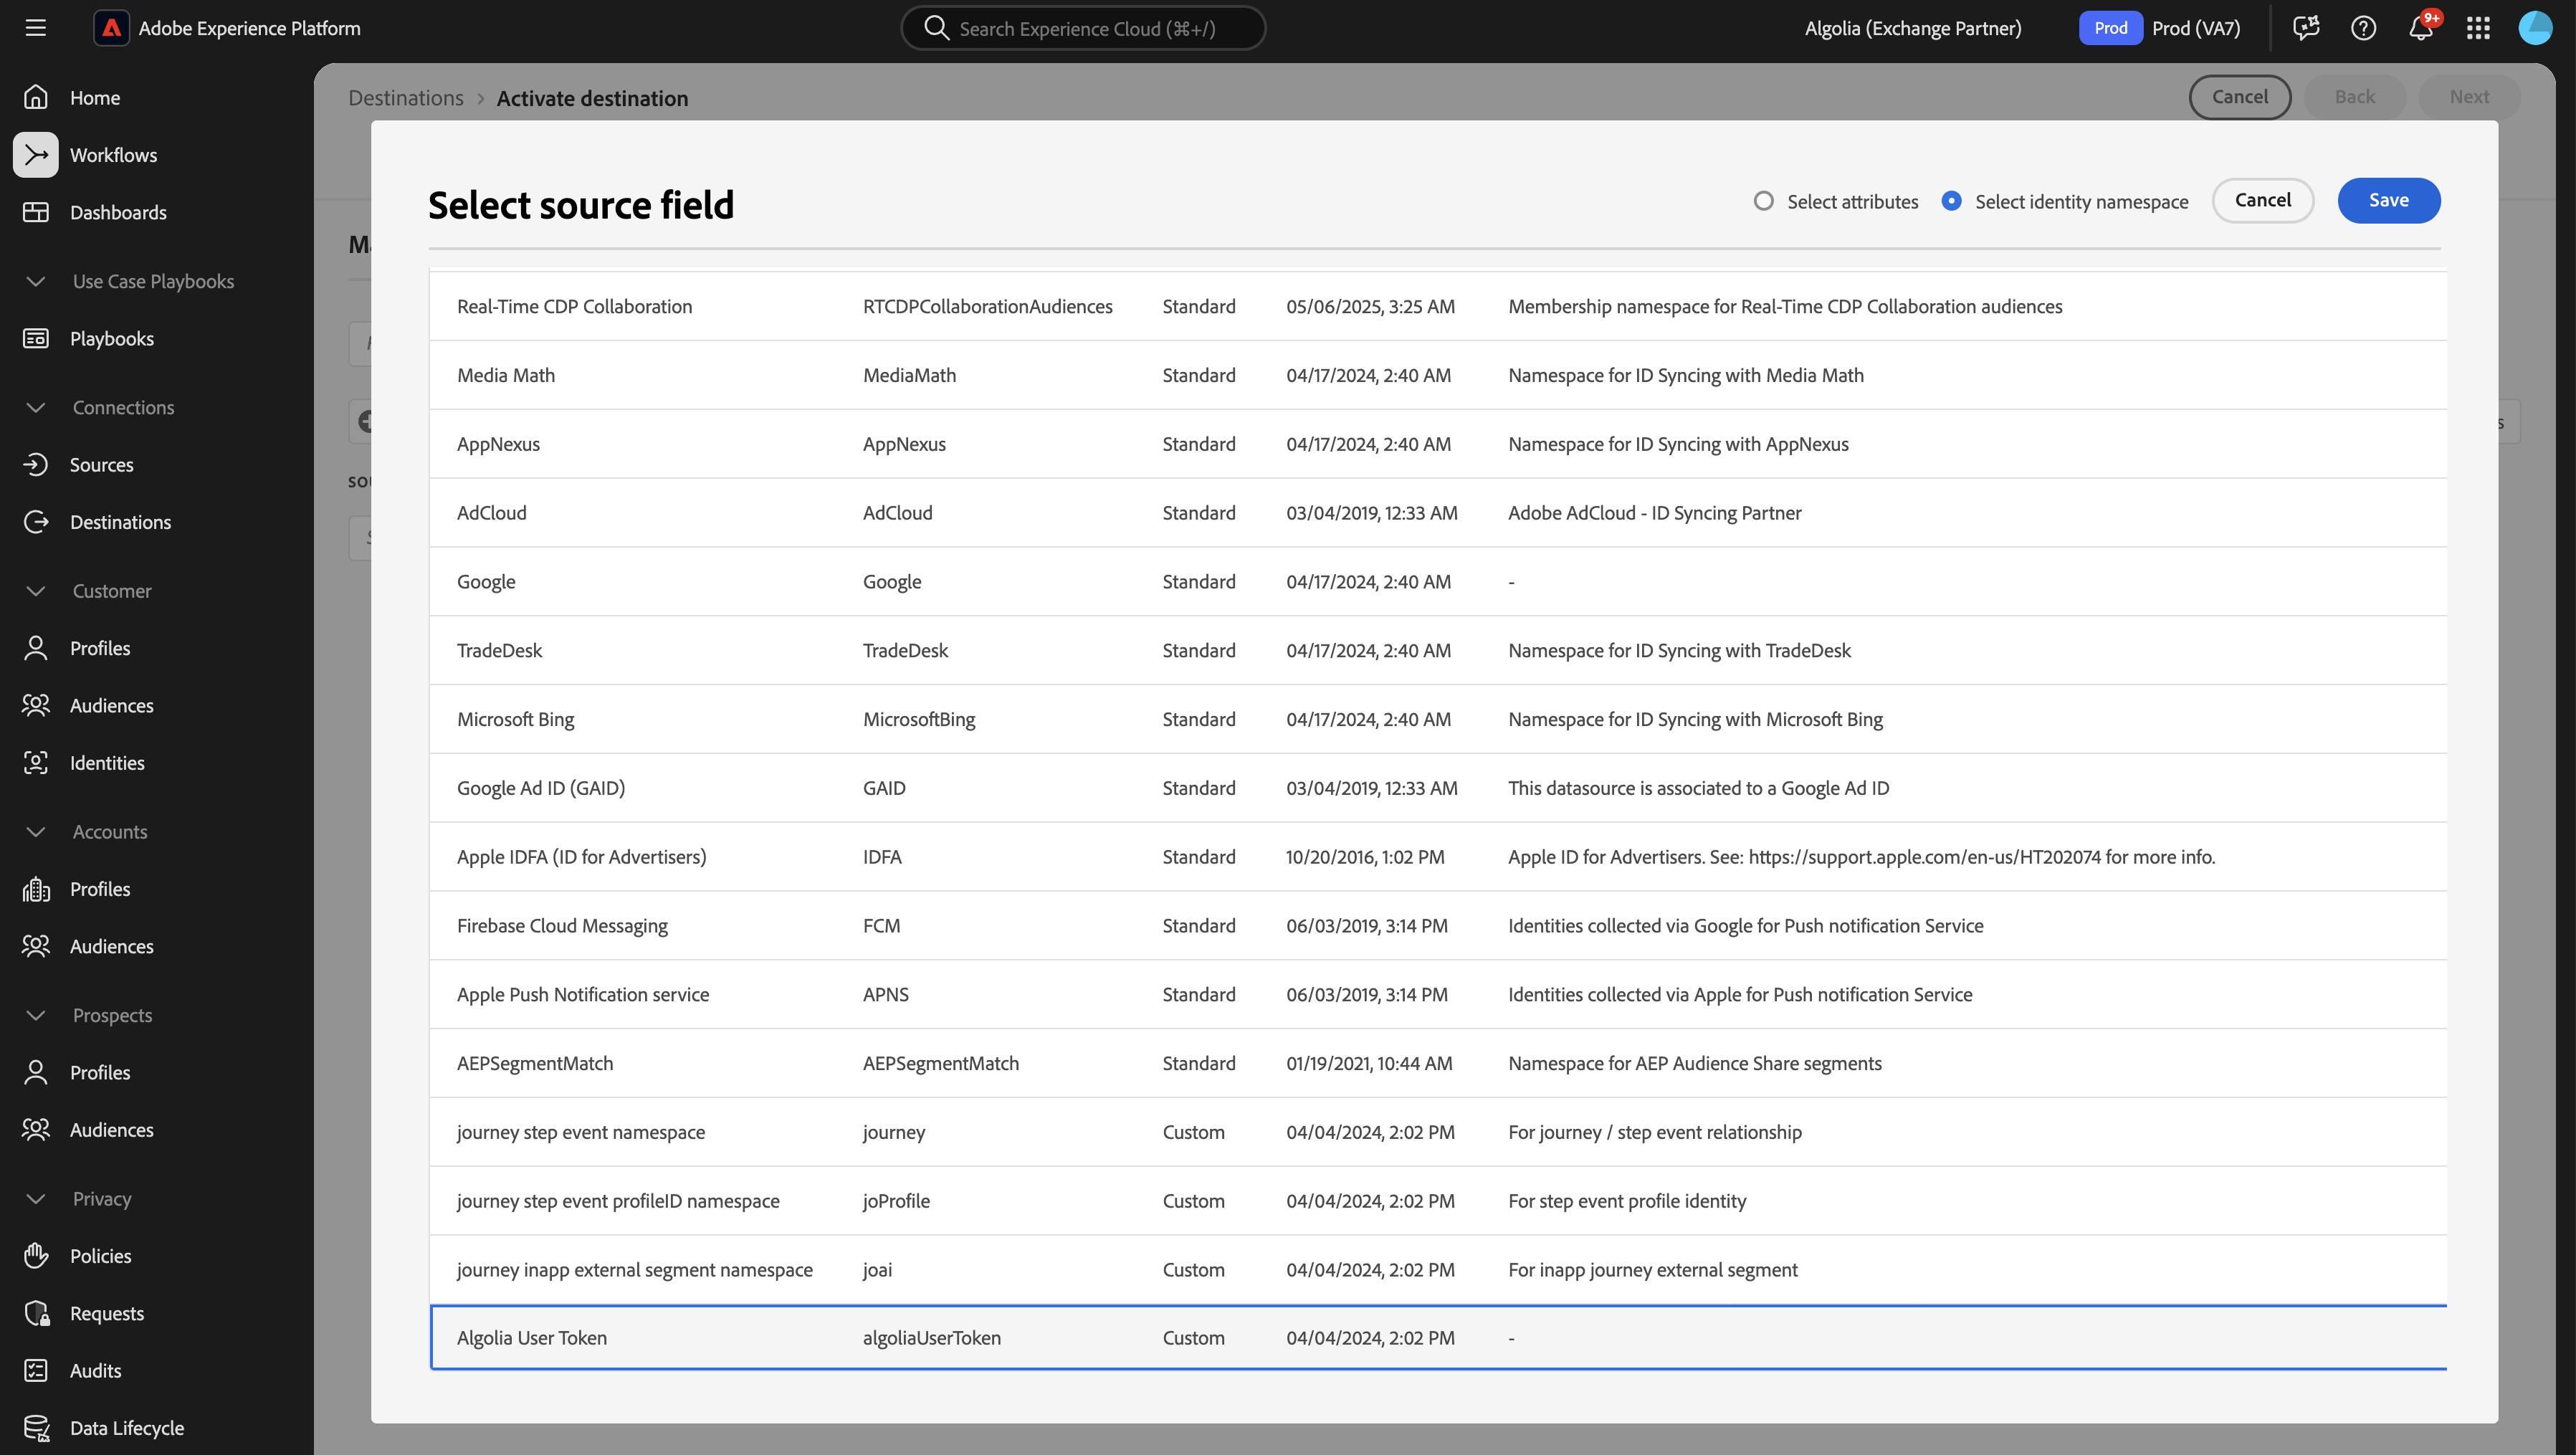 Adobe Experience Platform
Search Experience Cloud (⌘+/)
Algolia (Exchange Partner)
Prod
Prod (VA7)
9+
Home
Workflows
Dashboards
Use Case Playbooks
Playbooks
Connections
Sources
Destinations
Customer
Profiles
Audiences
Identities
Accounts
Profiles
Audiences
Prospects
Profiles
Audiences
Privacy
Policies
Requests
Audits
Data Lifecycle
Destinations > Activate destination
Cancel
Back
Next
Select source field
Select attributes
Select identity namespace
Cancel
Save
Real-Time CDP Collaboration RTCDPCollaborationAudiences Standard 05/06/2025, 3:25 AM Membership namespace for Real-Time CDP Collaboration audiences
Media Math MediaMath Standard 04/17/2024, 2:40 AM Namespace for ID Syncing with Media Math
AppNexus AppNexus Standard 04/17/2024, 2:40 AM Namespace for ID Syncing with AppNexus
AdCloud AdCloud Standard 03/04/2019, 12:33 AM Adobe AdCloud - ID Syncing Partner
Google Google Standard 04/17/2024, 2:40 AM -
TradeDesk TradeDesk Standard 04/17/2024, 2:40 AM Namespace for ID Syncing with TradeDesk
Microsoft Bing MicrosoftBing Standard 04/17/2024, 2:40 AM Namespace for ID Syncing with Microsoft Bing
Google Ad ID (GAID) GAID Standard 03/04/2019, 12:33 AM This datasource is associated to a Google Ad ID
Apple IDFA (ID for Advertisers) IDFA Standard 10/20/2016, 1:02 PM Apple ID for Advertisers. See: https://support.apple.com/en-us/HT202074 for more info.
Firebase Cloud Messaging FCM Standard 06/03/2019, 3:14 PM Identities collected via Google for Push notification Service
Apple Push Notification service APNS Standard 06/03/2019, 3:14 PM Identities collected via Apple for Push notification Service
AEPSegmentMatch AEPSegmentMatch Standard 01/19/2021, 10:44 AM Namespace for AEP Audience Share segments
journey step event namespace journey Custom 04/04/2024, 2:02 PM For journey / step event relationship
journey step event profileID namespace joProfile Custom 04/04/2024, 2:02 PM For step event profile identity
journey inapp external segment namespace joai Custom 04/04/2024, 2:02 PM For inapp journey external segment
Algolia User Token algoliaUserToken Custom 04/04/2024, 2:02 PM -